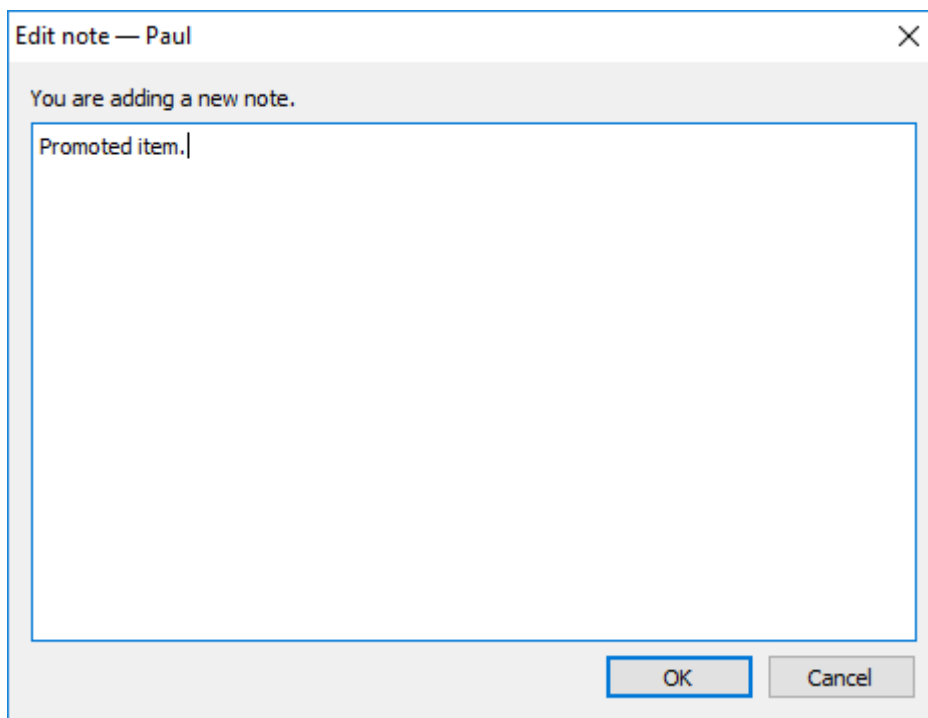 Edit note — Paul
You are adding a new note.
Promoted item.
OK
Cancel